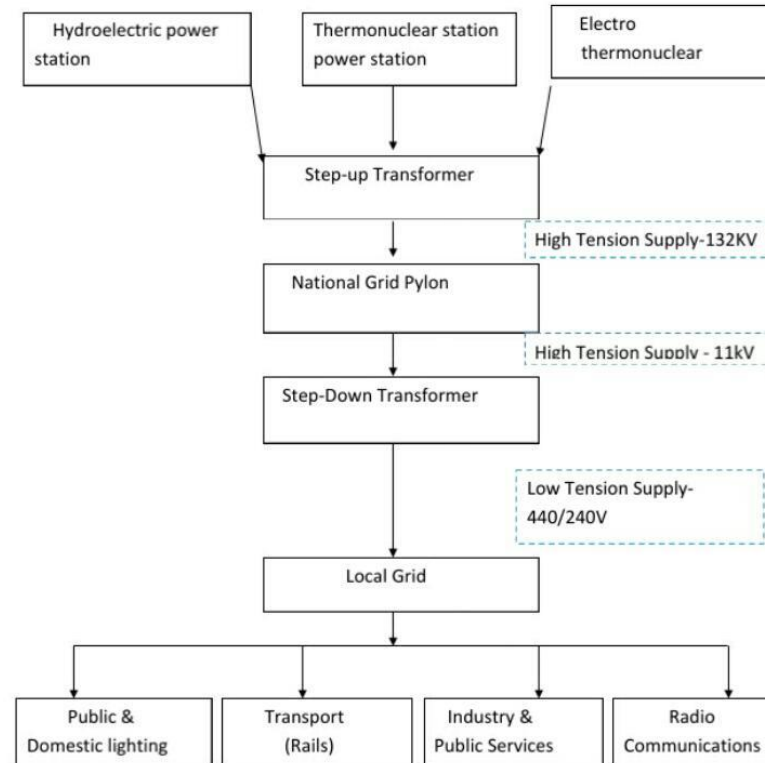 Hydroelectric power
station
Thermonuclear station
power station
Electro
thermonuclear
Step-up Transformer
High Tension Supply-132KV
National Grid Pylon
High Tension Supply - 11kV
Step-Down Transformer
Low Tension Supply-
440/240V
Local Grid
Public &
Domestic lighting
Transport
(Rails)
Industry &
Public Services
Radio
Communications